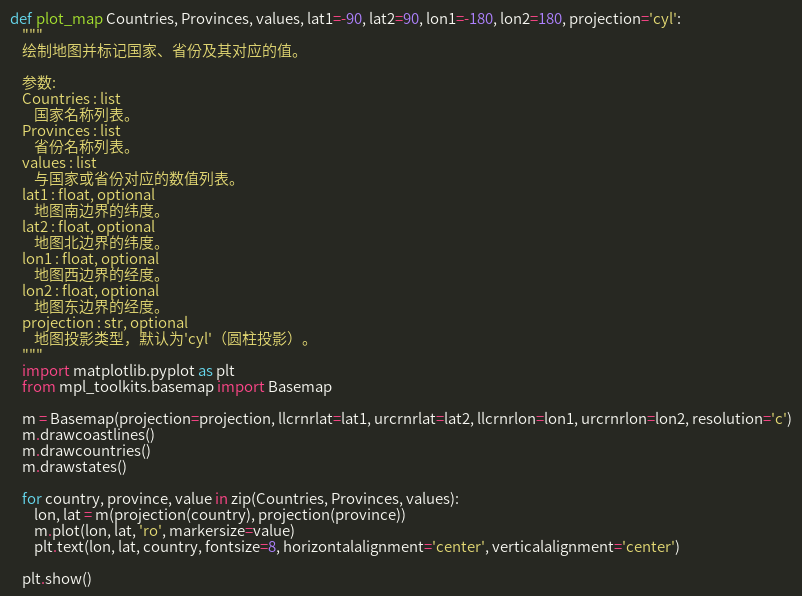 def plot_map Countries, Provinces, values, lat1=-90, lat2=90, lon1=-180, lon2=180, projection='cyl':
"""
绘制地图并标记国家、省份及其对应的值。
参数:
Countries : list
国家名称列表。
Provinces : list
省份名称列表。
values : list
与国家或省份对应的数值列表。
lat1 : float, optional
地图南边界的纬度。
lat2 : float, optional
地图北边界的纬度。
lon1 : float, optional
地图西边界的经度。
lon2 : float, optional
地图东边界的经度。
projection : str, optional
地图投影类型，默认为'cyl'（圆柱投影）。
"""
import matplotlib.pyplot as plt
from mpl_toolkits.basemap import Basemap
m = Basemap(projection=projection, llcrnrlat=lat1, urcrnrlat=lat2, llcrnrlon=lon1, urcrnrlon=lon2, resolution='c')
m.drawcoastlines()
m.drawcountries()
m.drawstates()
for country, province, value in zip(Countries, Provinces, values):
lon, lat = m(projection(country), projection(province))
m.plot(lon, lat, 'ro', markersize=value)
plt.text(lon, lat, country, fontsize=8, horizontalalignment='center', verticalalignment='center')
plt.show()